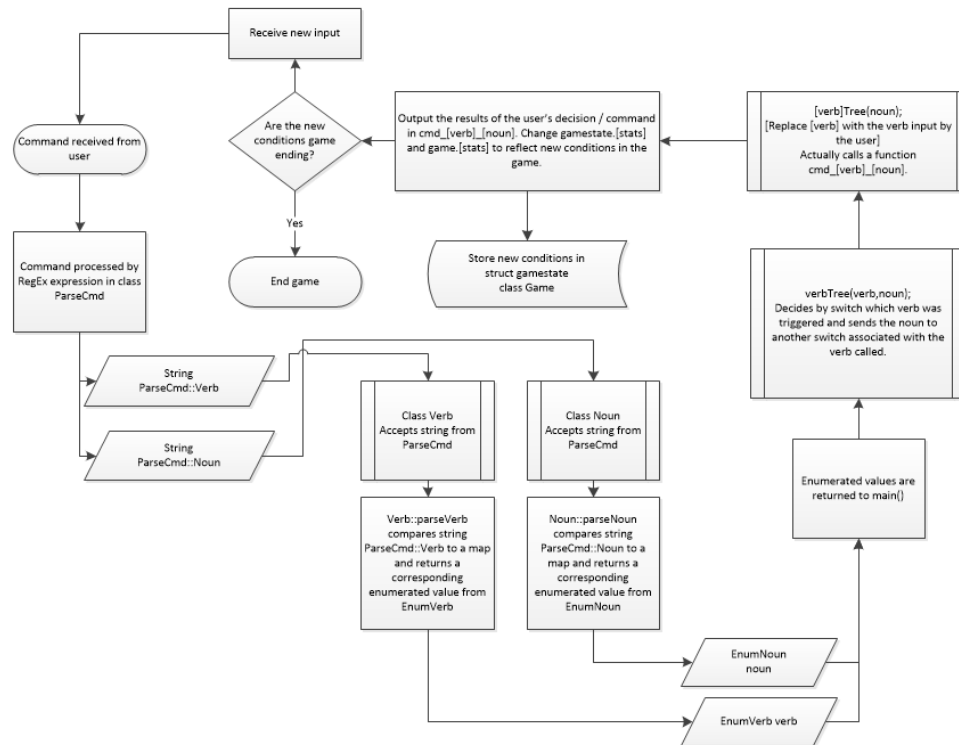 Receive new input
Command received from
user
Are the new
conditions game
ending?
Output the results of the user's decision / command
in cmd_[verb]_[noun]. Change gamestate.[stats]
and game.[stats] to reflect new conditions in the
game.
[verb]Tree(noun);
[Replace [verb] with the verb input by
the user]
Actually calls a function
cmd_[verb]_[noun].
Yes
End game
Store new conditions in
struct gamestate
class Game
Command processed by
RegEx expression in class
ParseCmd
verbTree(verb,noun);
Decides by switch which verb was
triggered and sends the noun to
another switch associated with the
verb called.
String
ParseCmd::Verb
String
ParseCmd::Noun
Class Verb
Accepts string from
ParseCmd
Class Noun
Accepts string from
ParseCmd
Enumerated values are
returned to main()
Verb::parseVerb
compares string
ParseCmd::Verb to a map
and returns a
corresponding
enumerated value from
EnumVerb
Noun::parseNoun
compares string
ParseCmd::Noun to a
map and returns a
corresponding
enumerated value from
EnumNoun
EnumNoun
noun
EnumVerb verb